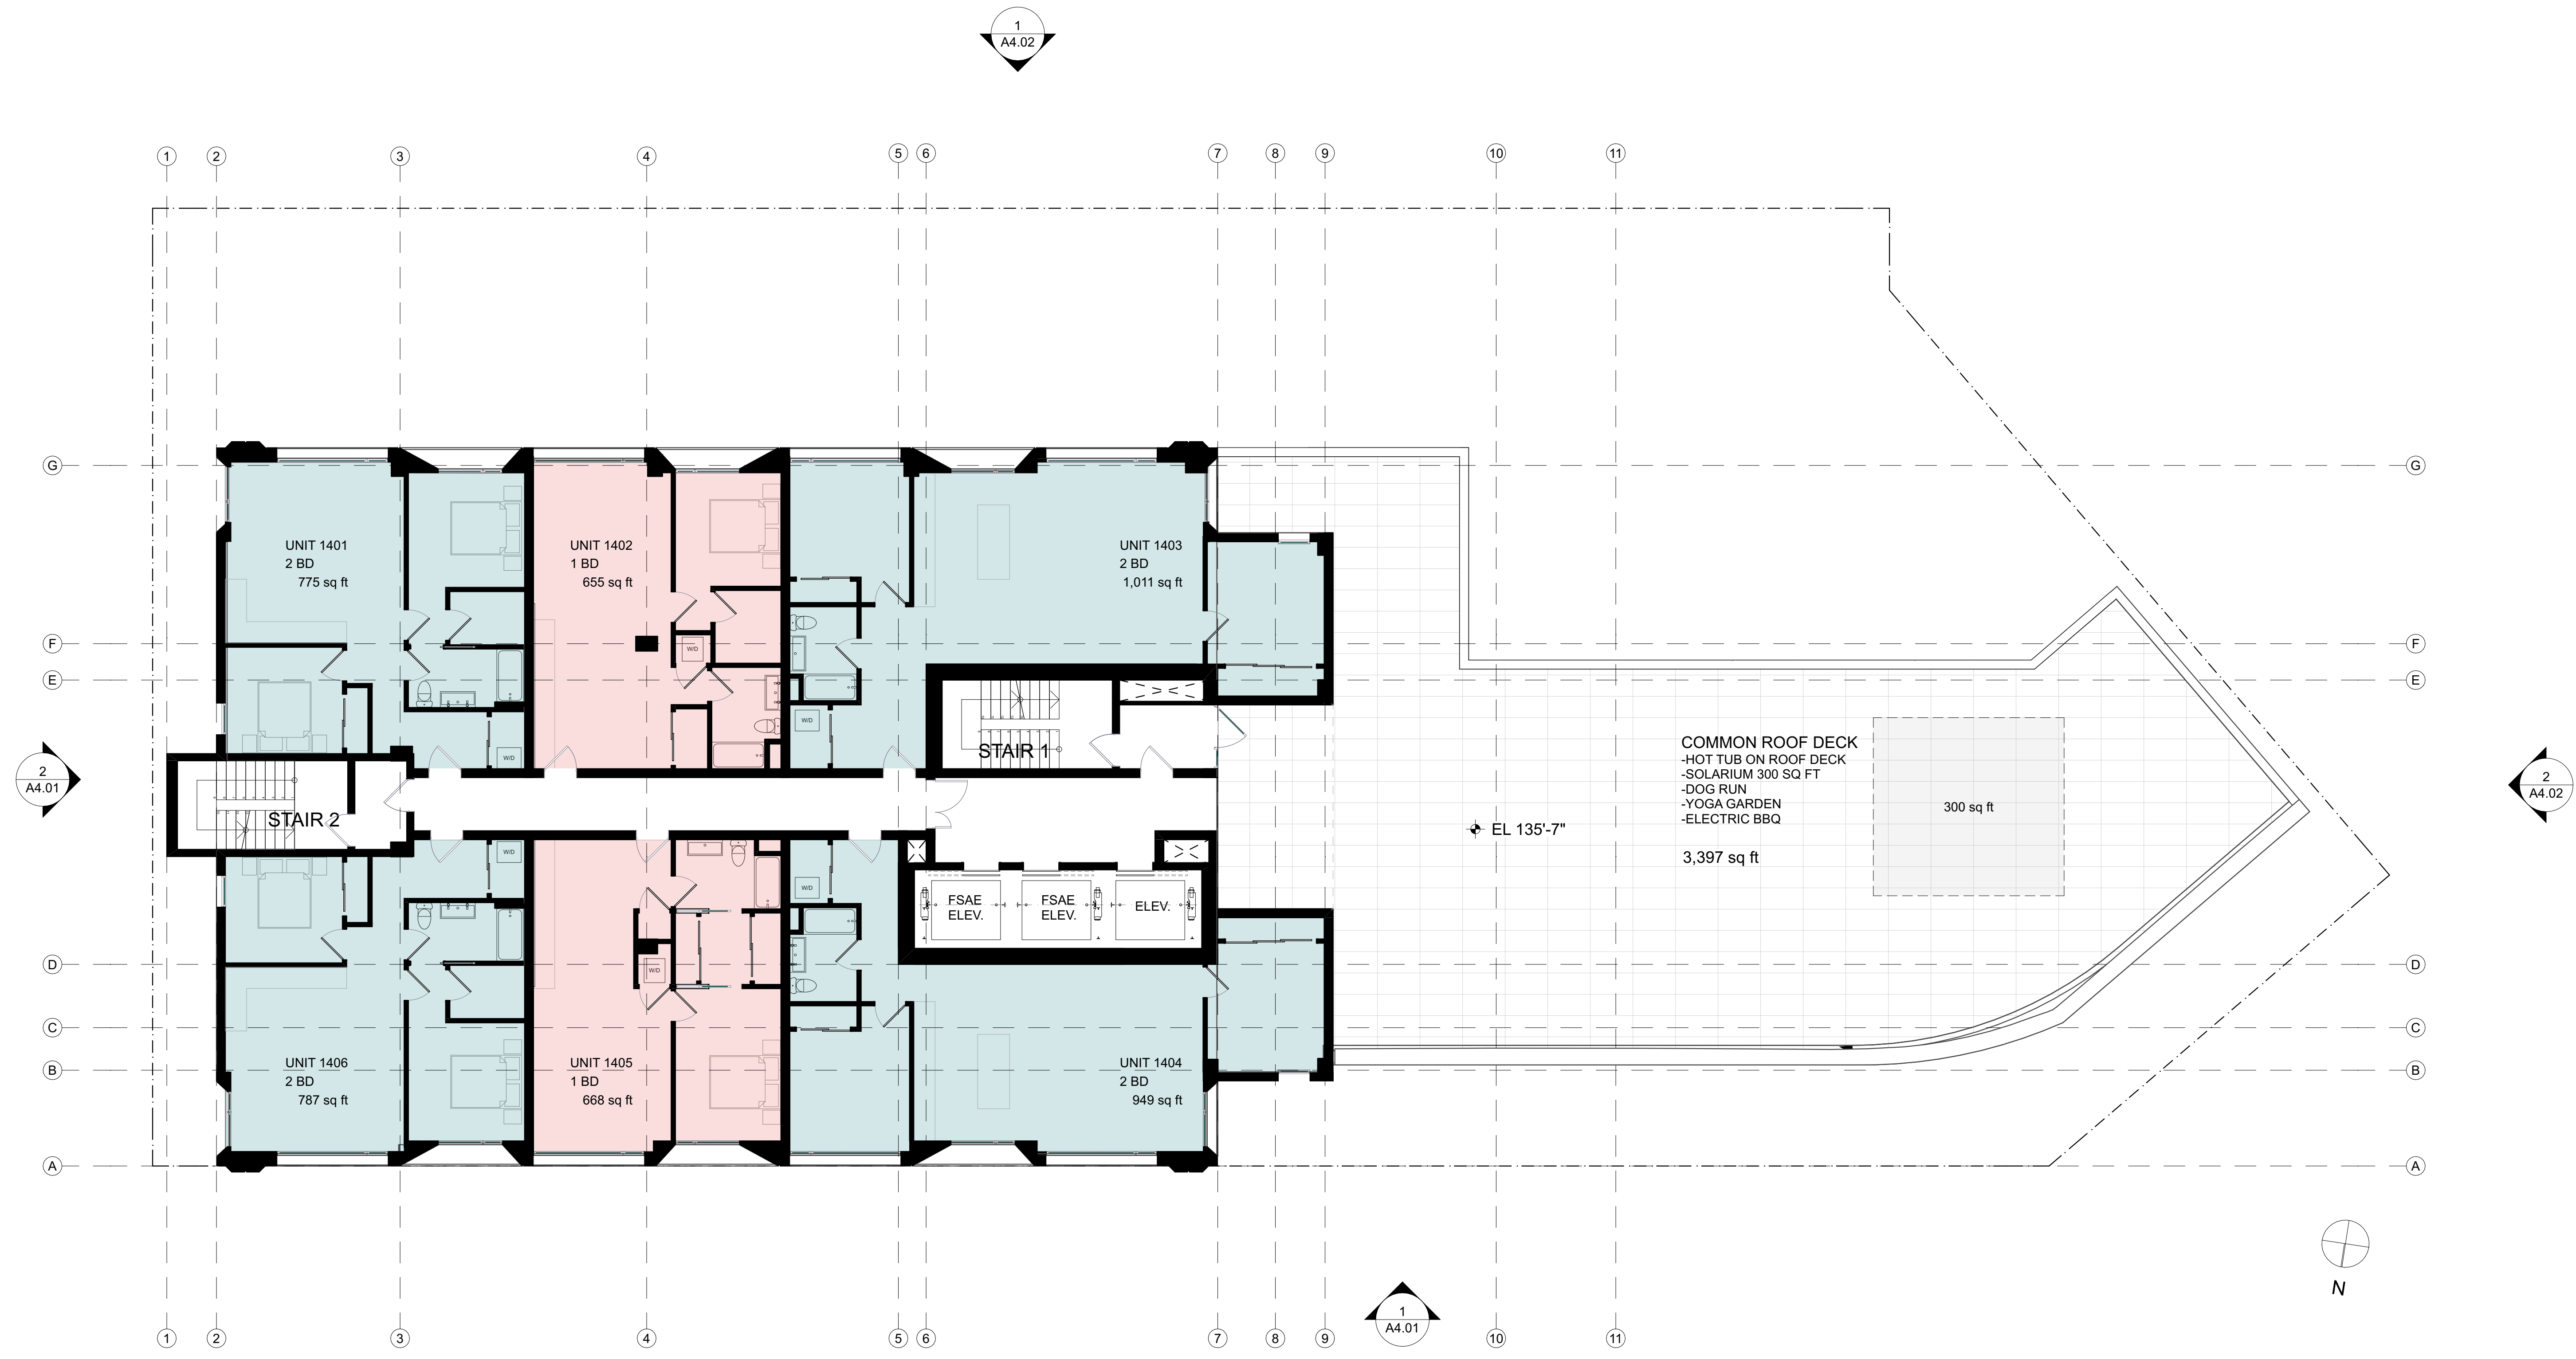 1
A4.02
1
2
3
4
5
6
7
8
9
10
11
G
G
UNIT 1401
2 BD
775 sq ft
UNIT 1402
1 BD
655 sq ft
UNIT 1403
2 BD
1,011 sq ft
F
F
W/D
E
E
W/D
W/D
W/D
STAIR 1
2
A4.01
STAIR 2
COMMON ROOF DECK
-HOT TUB ON ROOF DECK
-SOLARIUM 300 SQ FT
-DOG RUN
-YOGA GARDEN
-ELECTRIC BBQ
3,397 sq ft
300 sq ft
EL 135'-7"
2
A4.02
W/D
W/D
FSAE
ELEV.
FSAE
ELEV.
ELEV.
D
D
W/D
C
C
UNIT 1406
2 BD
787 sq ft
UNIT 1405
1 BD
668 sq ft
UNIT 1404
2 BD
949 sq ft
B
B
A
A
N
1
A4.01
1
2
3
4
5
6
7
8
9
10
11